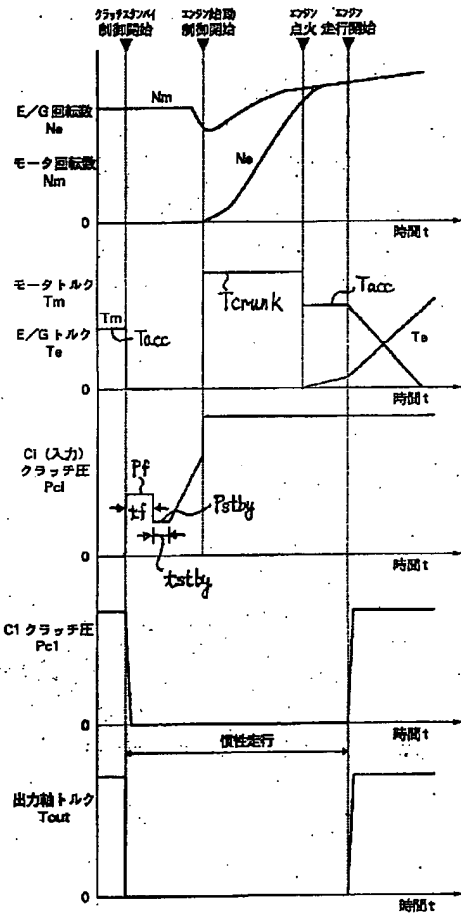 クラッチスタンバイ
制御開始
エンジン始動
制御開始
エンジン
点火
エンジン
走行開始
Nm
E/G回転数
Ne
Ne
モータ回転数
Nm
0
時間t
モータトルク
Tm
Tacc
Tcrunk
Tm
Tacc
E/Gトルク
Te
Te
0
時間t
Ci(入力)
クラッチ圧
Pci
Pf
tf
Pstby
tstby
0
時間t
C1クラッチ圧
Pc1
0
時間t
惰性走行
出力軸トルク
Tout
0
時間t